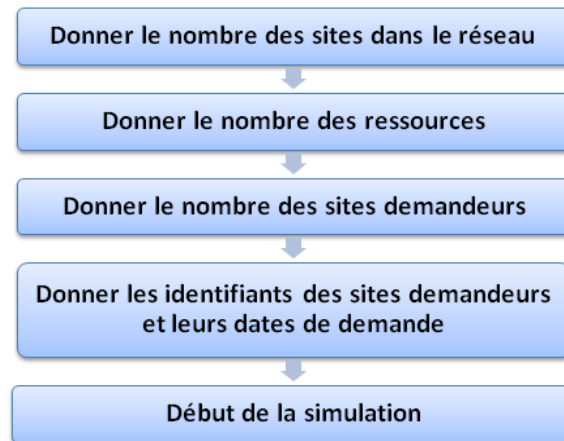 Donner le nombre des sites dans le réseau
Donner le nombre des ressources
Donner le nombre des sites demandeurs
Donner les identifiants des sites demandeurs
et leurs dates de demande
Début de la simulation